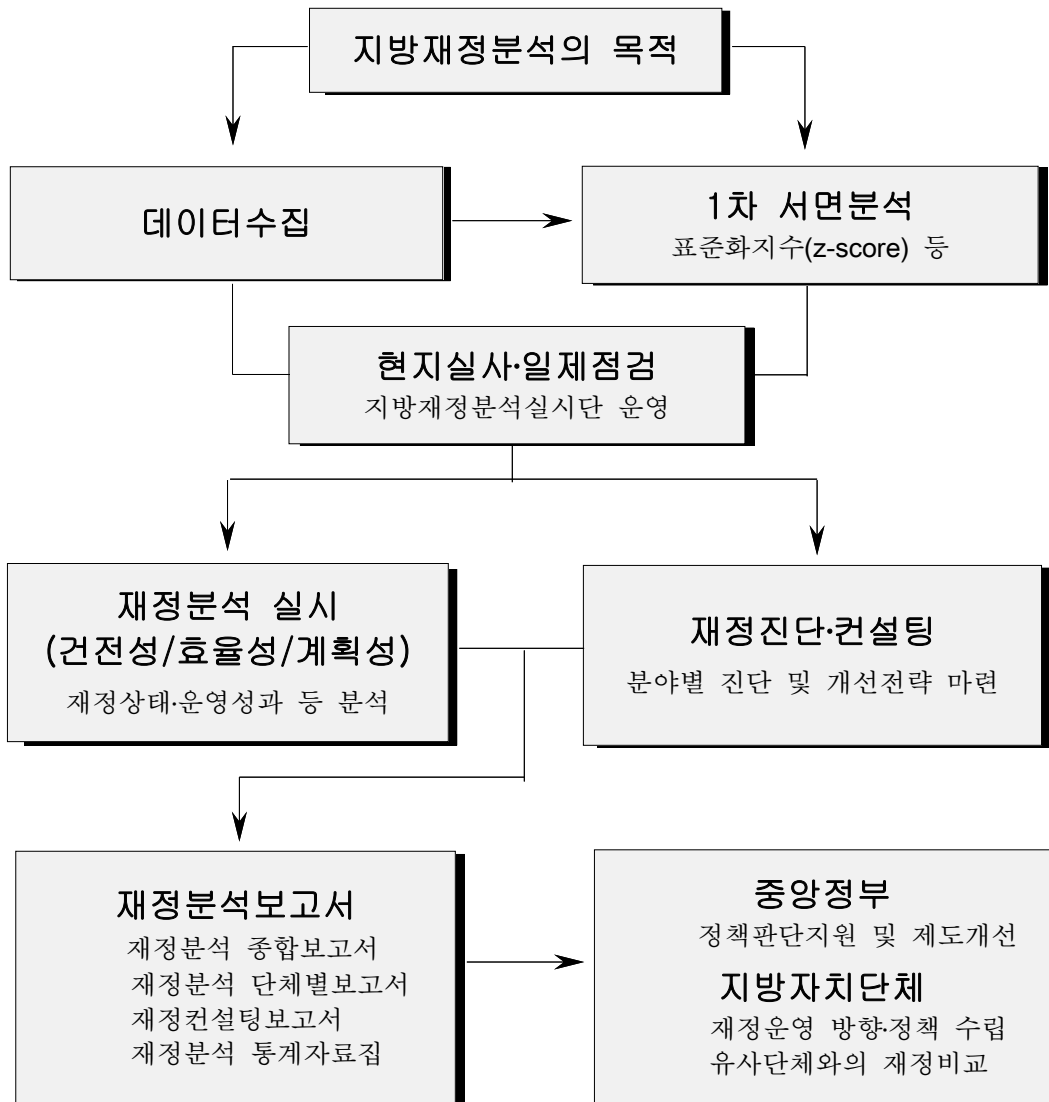 지방재정분석의 목적
데이터수집
1차 서면분석
표준화지수(z-score) 등
현지실사·일제점검
지방재정분석실시단 운영
재정분석 실시
(건전성/효율성/계획성)
재정상태·운영성과 등 분석
재정진단·컨설팅
분야별 진단 및 개선전략 마련
재정분석보고서
재정분석 종합보고서
재정분석 단체별보고서
재정컨설팅보고서
재정분석 통계자료집
중앙정부
정책판단지원 및 제도개선
지방자치단체
재정운영 방향·정책 수립
유사단체와의 재정비교